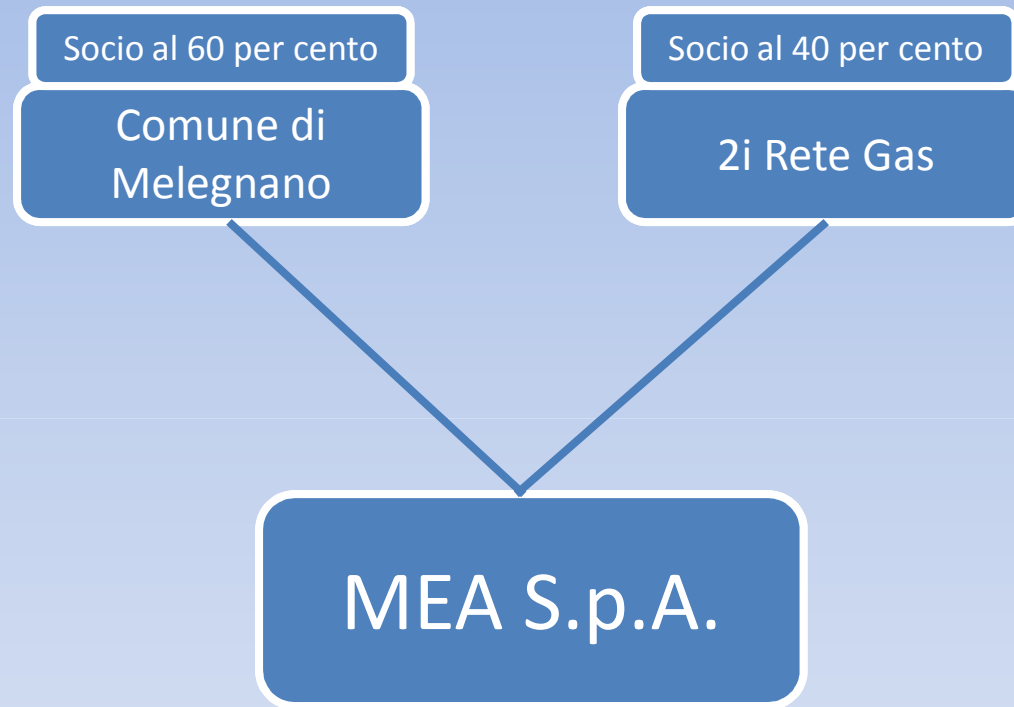 Socio al 60 per cento
Comune di
Melegnano
Socio al 40 per cento
2i Rete Gas
MEA S.p.A.